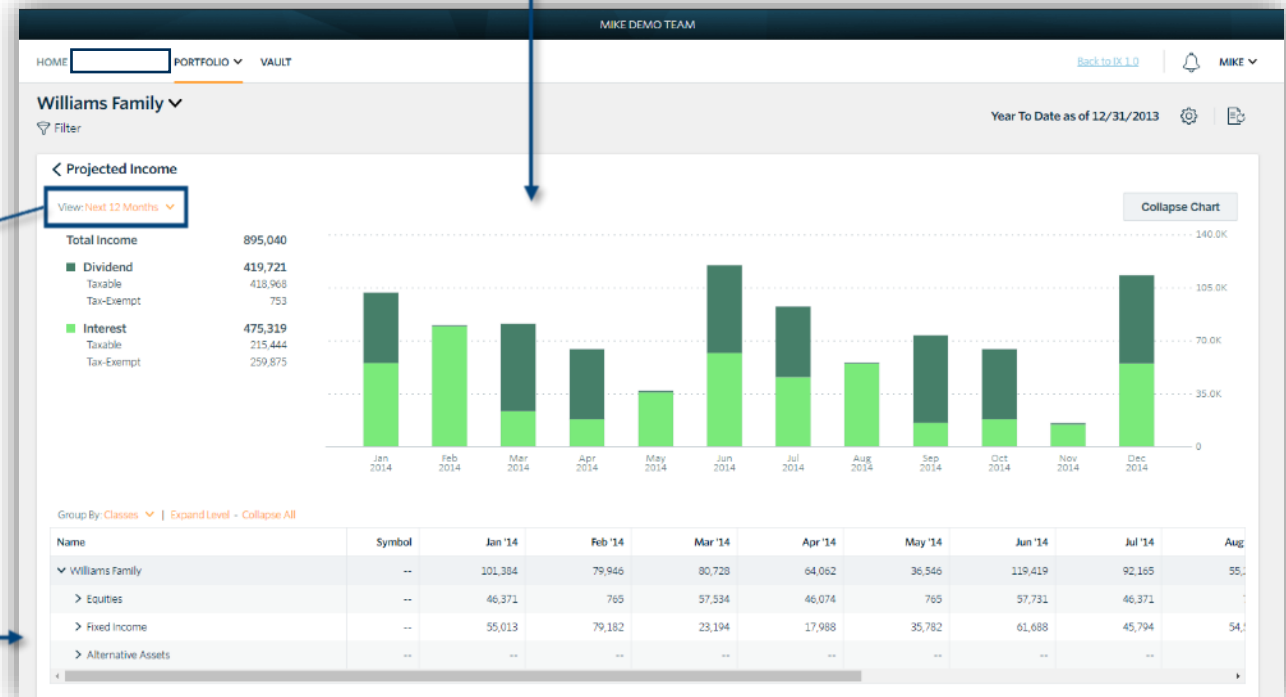 MIKE DEMO TEAM
HOME PORTFOLIO VAULT Back to IX 1.0 MIKE
Williams Family
Filter
Year To Date as of 12/31/2013
Projected Income
View: Next 12 Months
Collapse Chart
Total Income 895,040
Dividend 419,721
Taxable 418,968
Tax-Exempt 753
Interest 475,319
Taxable 215,444
Tax-Exempt 259,875
140.0K
105.0K
70.0K
35.0K
0
Jan Feb Mar Apr May Jun Jul Aug Sep Oct Nov Dec
2014 2014 2014 2014 2014 2014 2014 2014 2014 2014 2014 2014
Group By: Classes | Expand Level - Collapse All
Name Symbol Jan '14 Feb '14 Mar '14 Apr '14 May '14 Jun '14 Jul '14 Aug
Williams Family -- 101,384 79,946 80,728 64,062 36,546 119,419 92,165
Equities -- 46,371 765 57,534 46,074 765 57,731 46,371
Fixed Income -- 55,013 79,182 23,194 17,988 35,782 61,688 45,794
Alternative Assets -- -- -- -- -- -- -- --